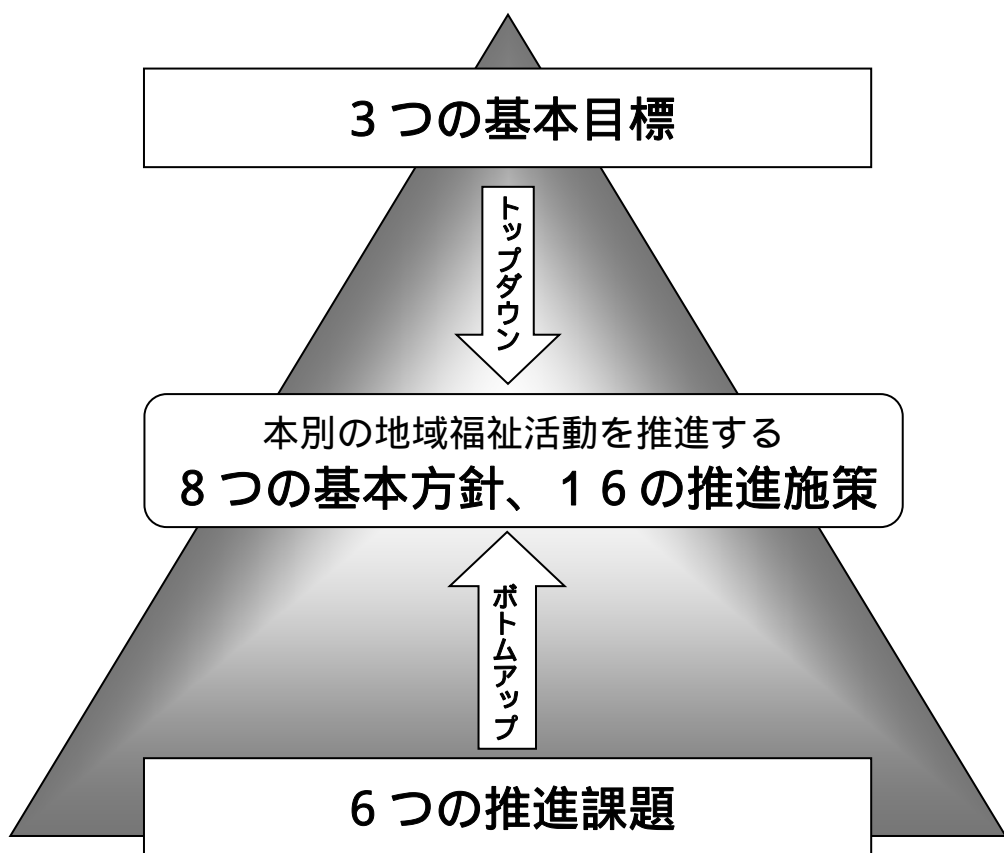 3つの基本目標
トップダウン
本別の地域福祉活動を推進する
8つの基本方針、16の推進施策
ボトムアップ
6つの推進課題